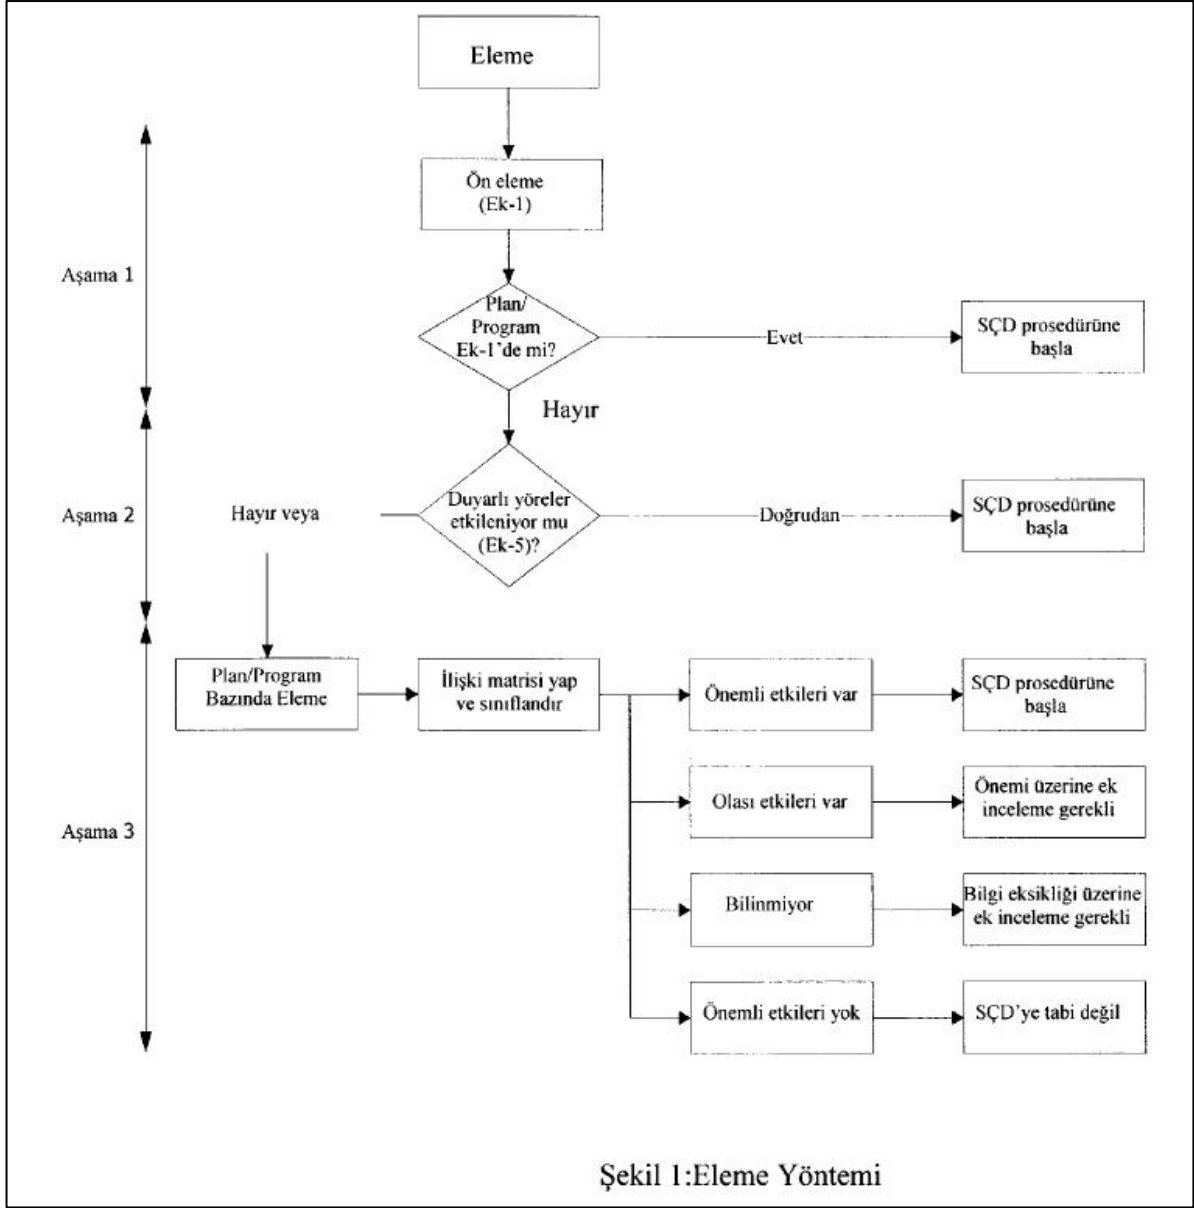 Eleme
Ön eleme
(Ek-1)
Aşama 1
Plan/
Program
Ek-1'de mi?
Evet
SÇD prosedürüne
başla
Hayır
Aşama 2
Hayır veya
Duyarlı yöreler
etkileniyor mu
(Ek-5)?
Doğrudan
SÇD prosedürüne
başla
Plan/Program
Bazında Eleme
İlişki matrisi yap
ve sınıflandır
Önemli etkileri var
SÇD prosedürüne
başla
Aşama 3
Olası etkileri var
Önemi üzerine ek
inceleme gerekli
Bilinmiyor
Bilgi eksikliği üzerine
ek inceleme gerekli
Önemli etkileri yok
SÇD'ye tabi değil
Şekil 1:Eleme Yöntemi